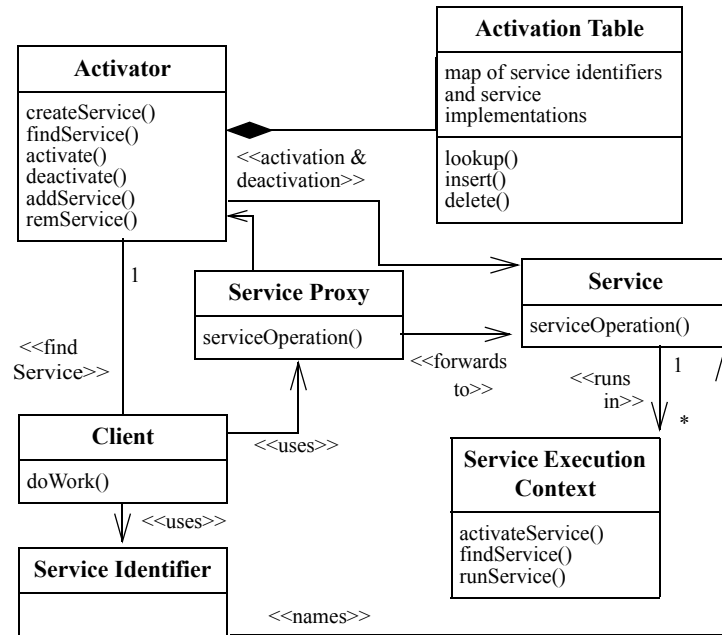 Activator
createService()
findService()
activate()
deactivate()
addService()
remService()
Activation Table
map of service identifiers
and service
implementations
lookup()
insert()
delete()
<<activation &
deactivation>>
1
Service Proxy
serviceOperation()
Service
serviceOperation()
<<find
Service>>
<<forwards
to>>
<<runs
in>>
1
*
Client
doWork()
<<uses>>
<<uses>>
Service Execution
Context
activateService()
findService()
runService()
Service Identifier
<<names>>